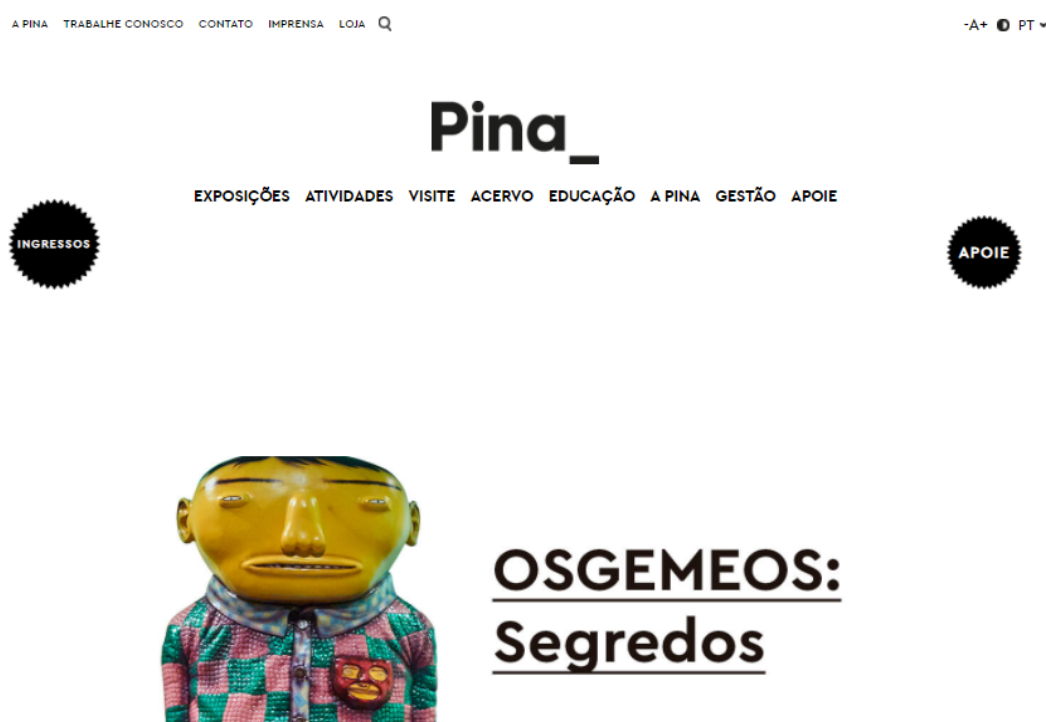 A PINA TRABALHE CONOSCO CONTATO IMPRENSA LOJA -A+ PT
Pina_
EXPOSIÇÕES ATIVIDADES VISITE ACERVO EDUCAÇÃO A PINA GESTÃO APOIE
INGRESSOS
APOIE
OSGEMEOS:
Segredos